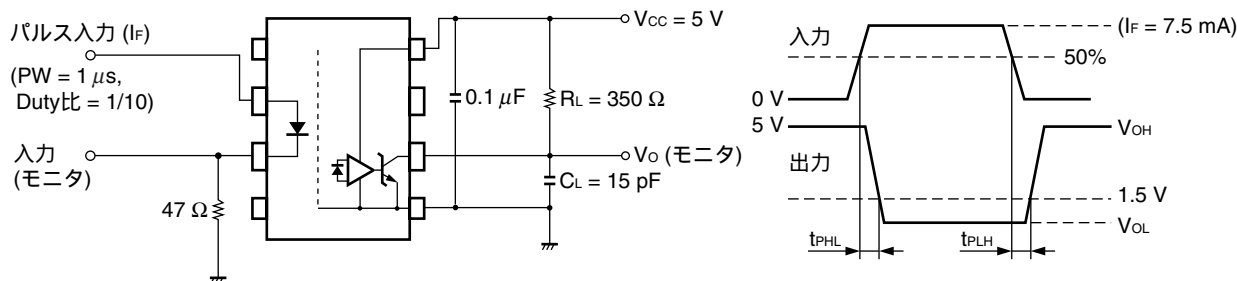 パルス入力 (IF)
(PW = 1 μs,
Duty比 = 1/10)
入力
(モニタ)
47 Ω
VCC = 5 V
0.1 μF
RL = 350 Ω
VO (モニタ)
CL = 15 pF
入力
(IF = 7.5 mA)
50%
0 V
5 V
VOH
出力
1.5 V
VOL
tPHL
tPLH